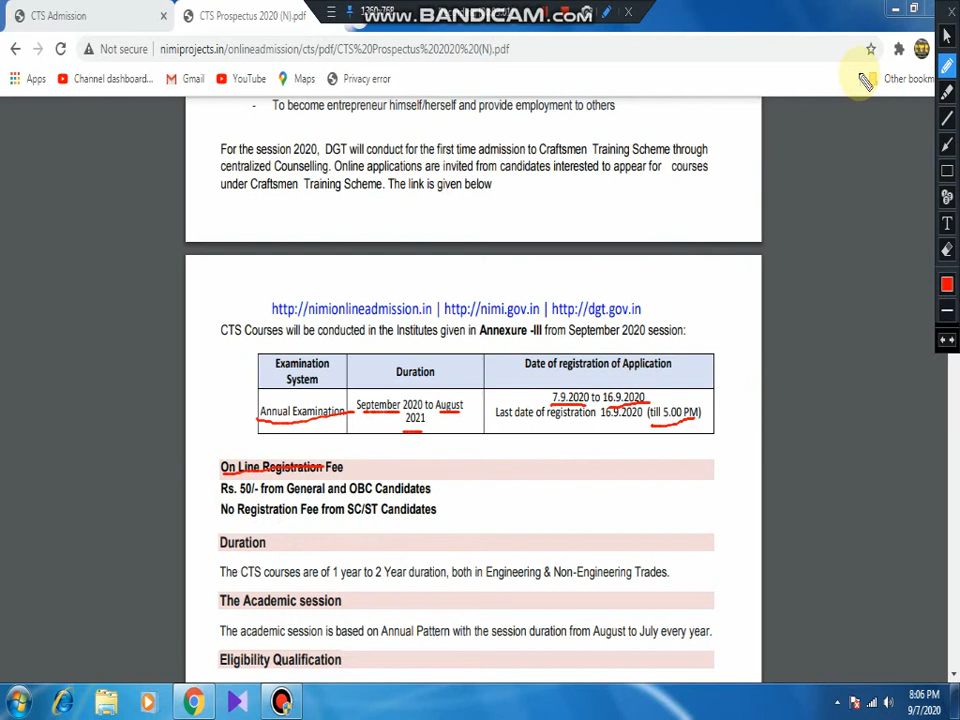 CTS Admission
CTS Prospectus 2020 (N).pdf
www.BANDICAM.com
Not secure
nimiprojects.in/onlineadmission/cts/pdf/CTS%20Prospectus%202020%20(N).pdf
Apps
Channel dashboard...
Gmail
YouTube
Maps
Privacy error
Other bookm
- To become entrepreneur himself/herself and provide employment to others
For the session 2020, DGT will conduct for the first time admission to Craftsmen Training Scheme through
centralized Counselling. Online applications are invited from candidates interested to appear for courses
under Craftsmen Training Scheme. The link is given below
http://nimionlineadmission.in | http://nimi.gov.in | http://dgt.gov.in
CTS Courses will be conducted in the Institutes given in Annexure -III from September 2020 session:
Examination
System
Duration
Date of registration of Application
Annual Examination
September 2020 to August
2021
7.9.2020 to 16.9.2020
Last date of registration 16.9.2020 (till 5.00 PM)
On Line Registration Fee
Rs. 50/- from General and OBC Candidates
No Registration Fee from SC/ST Candidates
Duration
The CTS courses are of 1 year to 2 Year duration, both in Engineering & Non-Engineering Trades.
The Academic session
The academic session is based on Annual Pattern with the session duration from August to July every year.
Eligibility Qualification
8:06 PM
9/7/2020